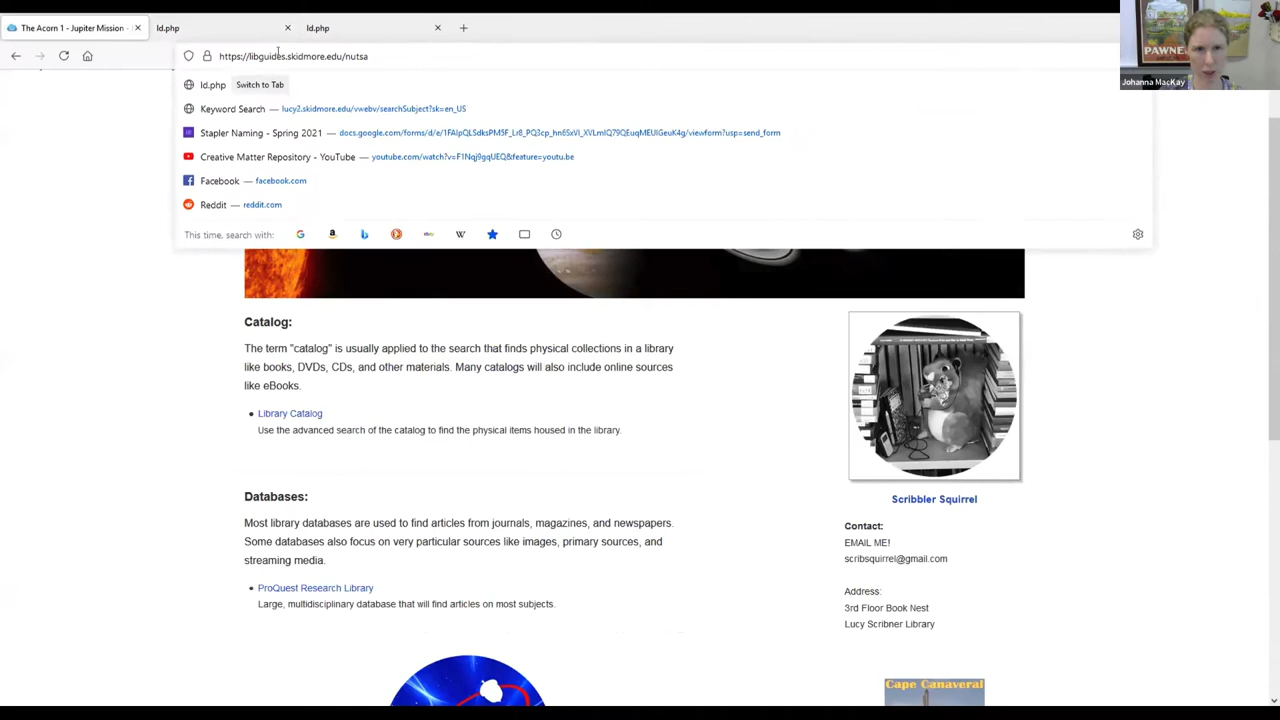 The Acorn 1 - Jupiter Mission -
ld.php
ld.php
PAWNEE
https://libguides.skidmore.edu/nutsa
Johanna MacKay
ld.php Switch to Tab
Keyword Search — lucy2.skidmore.edu/vwebv/searchSubject?sk=en_US
Stapler Naming - Spring 2021 —
Creative Matter Repository - YouTube — youtube.com/watch?v=F1Nqj9gqUEQ&feature=youtu.be
Facebook — facebook.com
Reddit — reddit.com
This time, search with:
Catalog:
The term "catalog" is usually applied to the search that finds physical collections in a library
like books, DVDs, CDs, and other materials. Many catalogs will also include online sources
like eBooks.
Library Catalog
Use the advanced search of the catalog to find the physical items housed in the library.
Databases:
Most library databases are used to find articles from journals, magazines, and newspapers.
Some databases also focus on very particular sources like images, primary sources, and
streaming media.
ProQuest Research Library
Large, multidisciplinary database that will find articles on most subjects.
Scribbler Squirrel
Contact:
EMAIL ME!
scribsquirrel@gmail.com
Address:
3rd Floor Book Nest
Lucy Scribner Library
Cape Canaveral